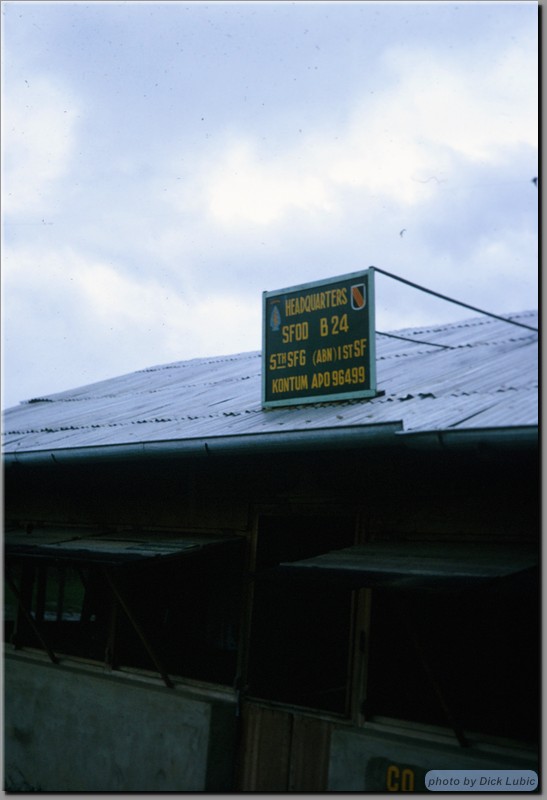 HEADQUARTERS
SFOD B 24
5TH SFG (ABN) 1ST SF
KONTUM APO 96499
CO
photo by Dick Lubic